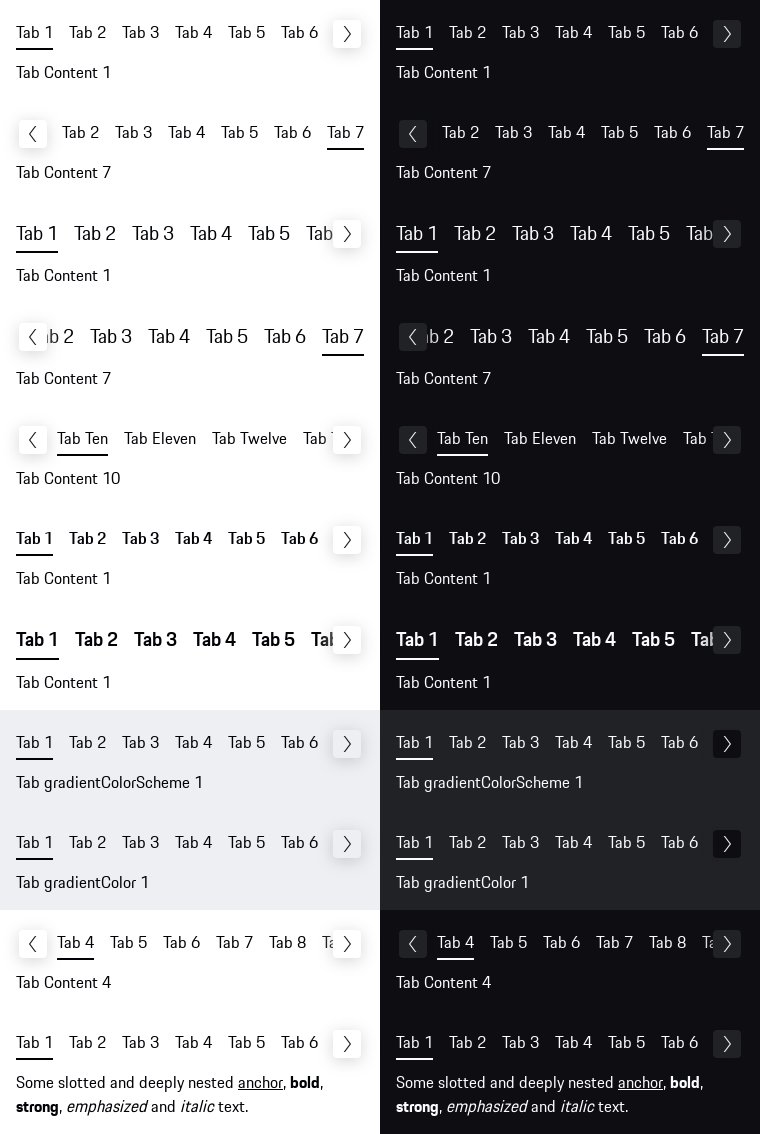 Tab 1 Tab 2 Tab 3 Tab 4 Tab 5 Tab 6
Tab Content 1
Tab 2 Tab 3 Tab 4 Tab 5 Tab 6 Tab 7
Tab Content 7
Tab 1 Tab 2 Tab 3 Tab 4 Tab 5 Tab
Tab Content 1
b 2 Tab 3 Tab 4 Tab 5 Tab 6 Tab 7
Tab Content 7
Tab Ten Tab Eleven Tab Twelve Tab
Tab Content 10
Tab 1 Tab 2 Tab 3 Tab 4 Tab 5 Tab 6
Tab Content 1
Tab 1 Tab 2 Tab 3 Tab 4 Tab 5 Tab
Tab Content 1
Tab 1 Tab 2 Tab 3 Tab 4 Tab 5 Tab 6
Tab gradientColorScheme 1
Tab 1 Tab 2 Tab 3 Tab 4 Tab 5 Tab 6
Tab gradientColor 1
Tab 4 Tab 5 Tab 6 Tab 7 Tab 8 Ta
Tab Content 4
Tab 1 Tab 2 Tab 3 Tab 4 Tab 5 Tab 6
Some slotted and deeply nested anchor, bold,
strong, emphasized and italic text.
Tab 1 Tab 2 Tab 3 Tab 4 Tab 5 Tab 6
Tab Content 1
Tab 2 Tab 3 Tab 4 Tab 5 Tab 6 Tab 7
Tab Content 7
Tab 1 Tab 2 Tab 3 Tab 4 Tab 5 Tab
Tab Content 1
b 2 Tab 3 Tab 4 Tab 5 Tab 6 Tab 7
Tab Content 7
Tab Ten Tab Eleven Tab Twelve Tab
Tab Content 10
Tab 1 Tab 2 Tab 3 Tab 4 Tab 5 Tab 6
Tab Content 1
Tab 1 Tab 2 Tab 3 Tab 4 Tab 5 Tab
Tab Content 1
Tab 1 Tab 2 Tab 3 Tab 4 Tab 5 Tab 6
Tab gradientColorScheme 1
Tab 1 Tab 2 Tab 3 Tab 4 Tab 5 Tab 6
Tab gradientColor 1
Tab 4 Tab 5 Tab 6 Tab 7 Tab 8 Ta
Tab Content 4
Tab 1 Tab 2 Tab 3 Tab 4 Tab 5 Tab 6
Some slotted and deeply nested anchor, bold,
strong, emphasized and italic text.